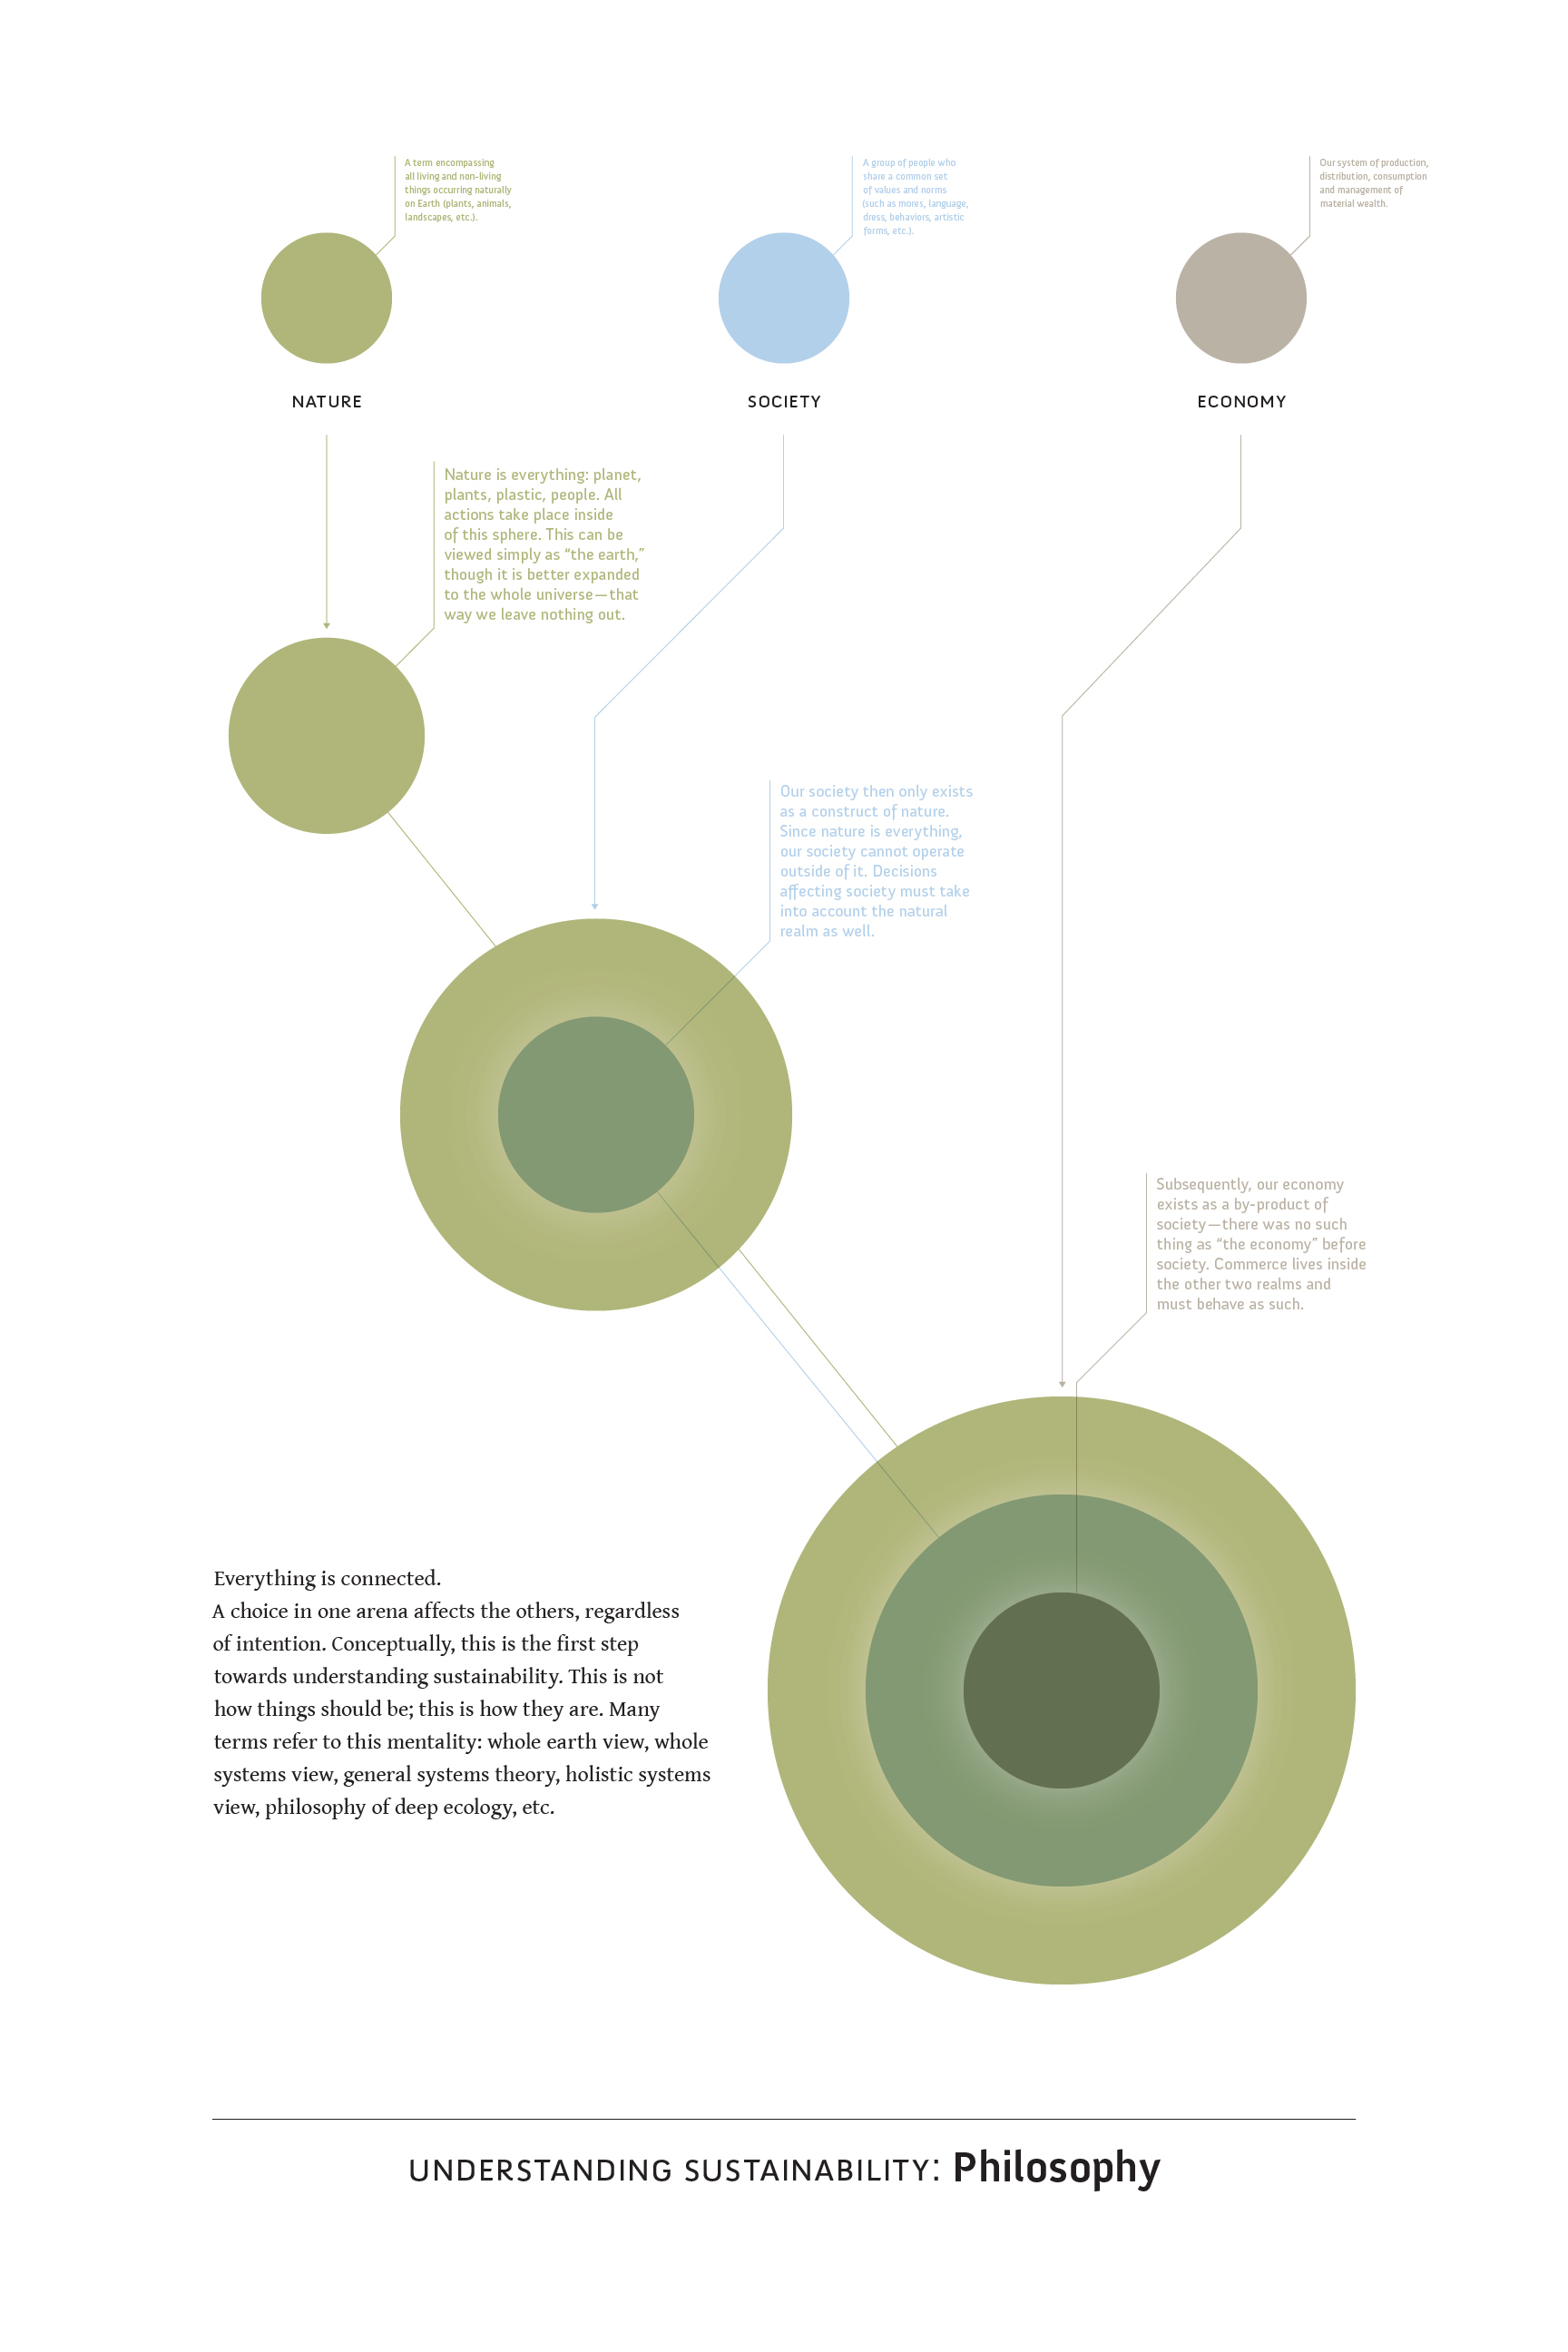 A term encompassing
all living and non-living
things occurring naturally
on Earth (plants, animals,
landscapes, etc.).
A group of people who
share a common set
of values and norms
(such as mores, language,
dress, behaviors, artistic
forms, etc.).
Our system of production,
distribution, consumption
and management of
material wealth.
NATURE
SOCIETY
ECONOMY
Nature is everything: planet,
plants, plastic, people. All
actions take place inside
of this sphere. This can be
viewed simply as “the earth,”
though it is better expanded
to the whole universe—that
way we leave nothing out.
Our society then only exists
as a construct of nature.
Since nature is everything,
our society cannot operate
outside of it. Decisions
affecting society must take
into account the natural
realm as well.
Subsequently, our economy
exists as a by-product of
society—there was no such
thing as “the economy” before
society. Commerce lives inside
the other two realms and
must behave as such.
Everything is connected.
A choice in one arena affects the others, regardless
of intention. Conceptually, this is the first step
towards understanding sustainability. This is not
how things should be; this is how they are. Many
terms refer to this mentality: whole earth view, whole
systems view, general systems theory, holistic systems
view, philosophy of deep ecology, etc.
UNDERSTANDING SUSTAINABILITY: Philosophy